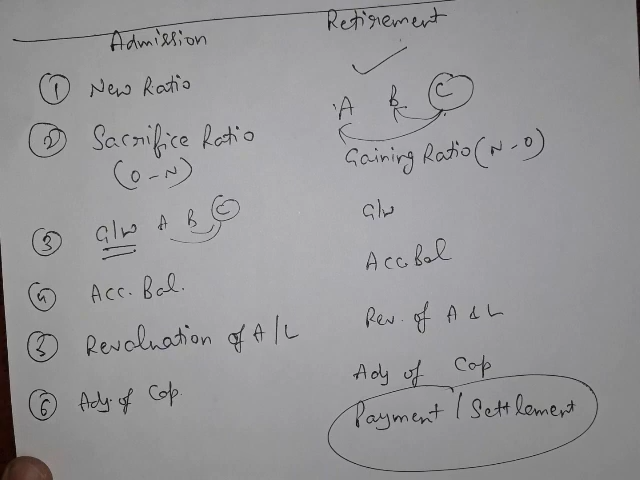 Admission Retirement
① New Ratio ✓
A B C
② Sacrifice Ratio
(O-N)
Gaining Ratio (N-O)
③ G/w A B C
G/w
④ Acc. Bal.
Acc Bal
⑤ Revaluation of A/L
Rev. of A & L
⑥ Adj. of Cap.
Adj of Cap
Payment / Settlement